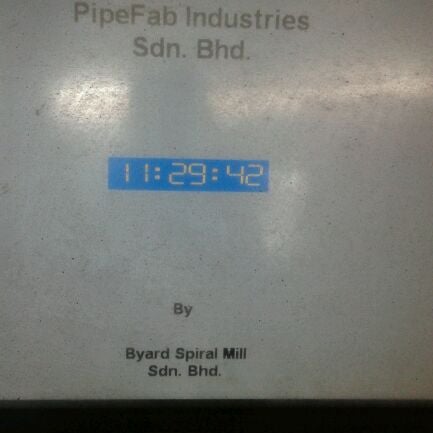 PipeFab Industries
Sdn. Bhd.
11:29:42
By
Byard Spiral Mill
Sdn. Bhd.